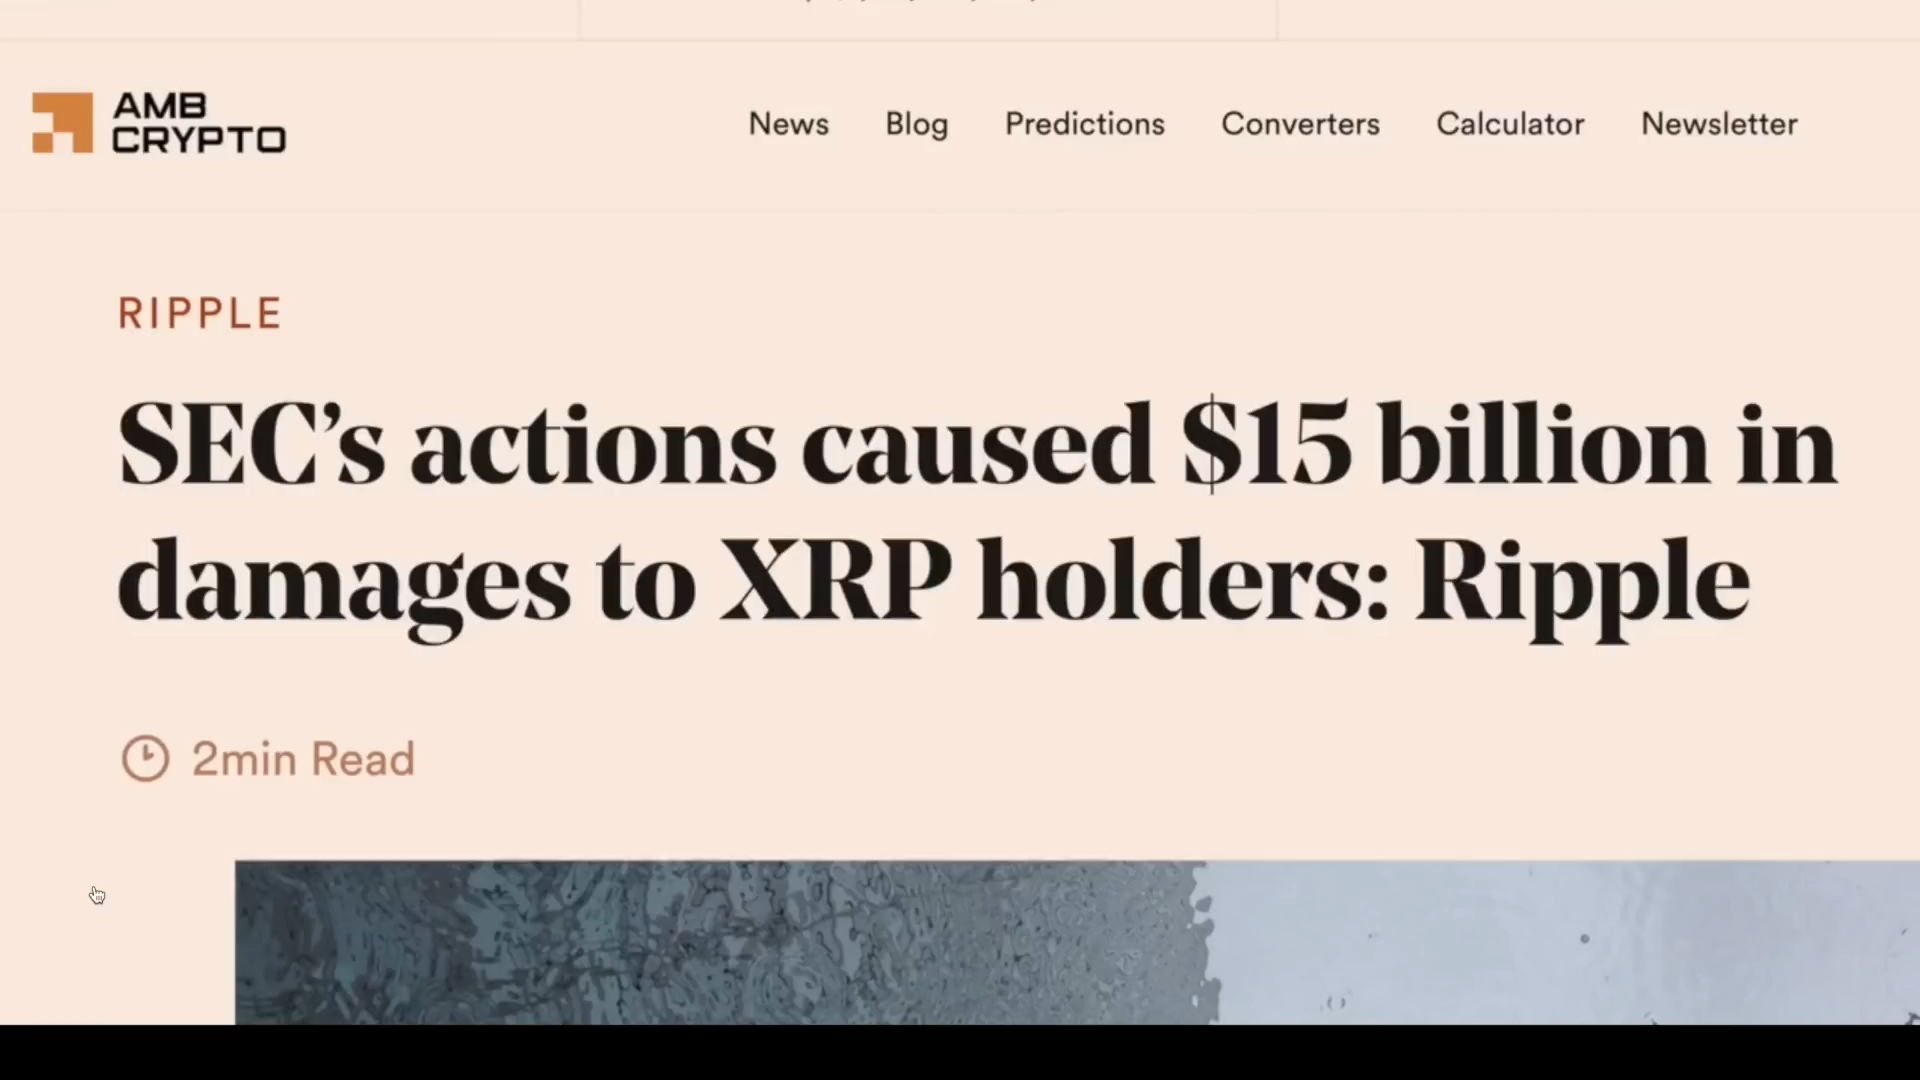 AMB
CRYPTO
News Blog Predictions Converters Calculator Newsletter
RIPPLE
SEC’s actions caused $15 billion in
damages to XRP holders: Ripple
2min Read